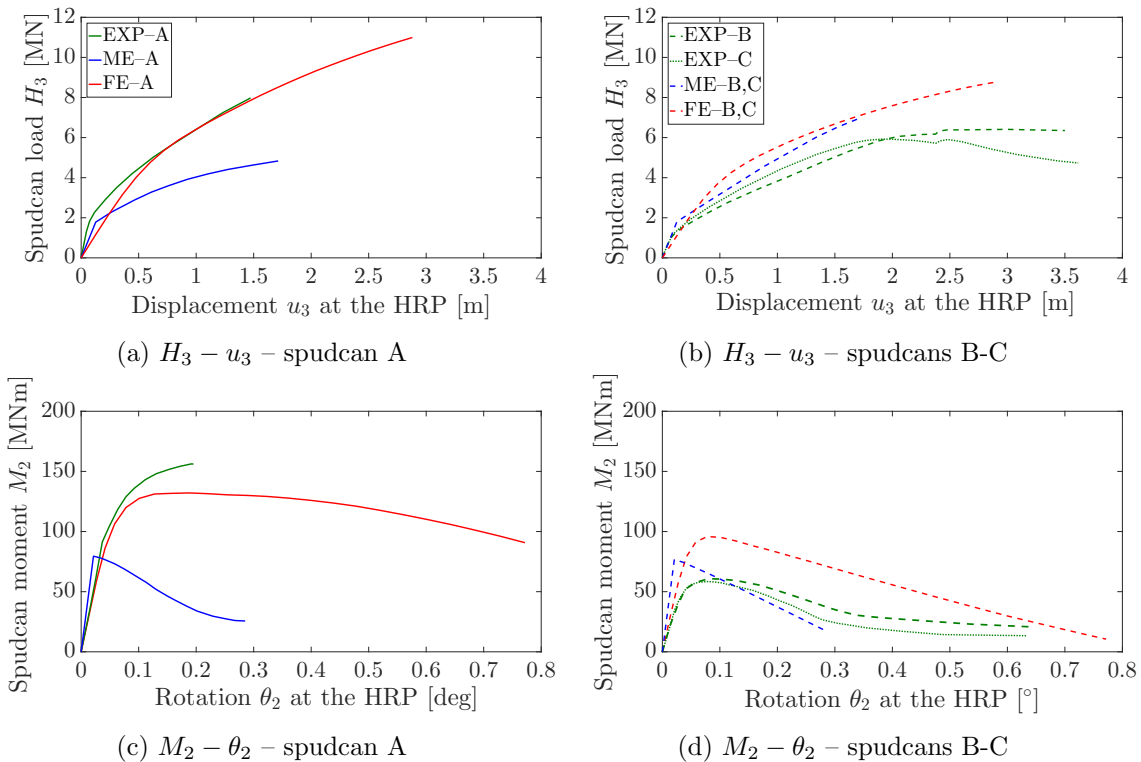 12
10
8
6
4
2
0
Spudcan load H₃ [MN]
EXP–A
ME–A
FE–A
0 0.5 1 1.5 2 2.5 3 3.5 4
Displacement u₃ at the HRP [m]
(a) H₃ − u₃ – spudcan A
12
10
8
6
4
2
0
Spudcan load H₃ [MN]
EXP–B
EXP–C
ME–B,C
FE–B,C
0 0.5 1 1.5 2 2.5 3 3.5 4
Displacement u₃ at the HRP [m]
(b) H₃ − u₃ – spudcans B-C
200
150
100
50
0
Spudcan moment M₂ [MNm]
0 0.1 0.2 0.3 0.4 0.5 0.6 0.7 0.8
Rotation θ₂ at the HRP [deg]
(c) M₂ − θ₂ – spudcan A
200
150
100
50
0
Spudcan moment M₂ [MNm]
0 0.1 0.2 0.3 0.4 0.5 0.6 0.7 0.8
Rotation θ₂ at the HRP [°]
(d) M₂ − θ₂ – spudcans B-C